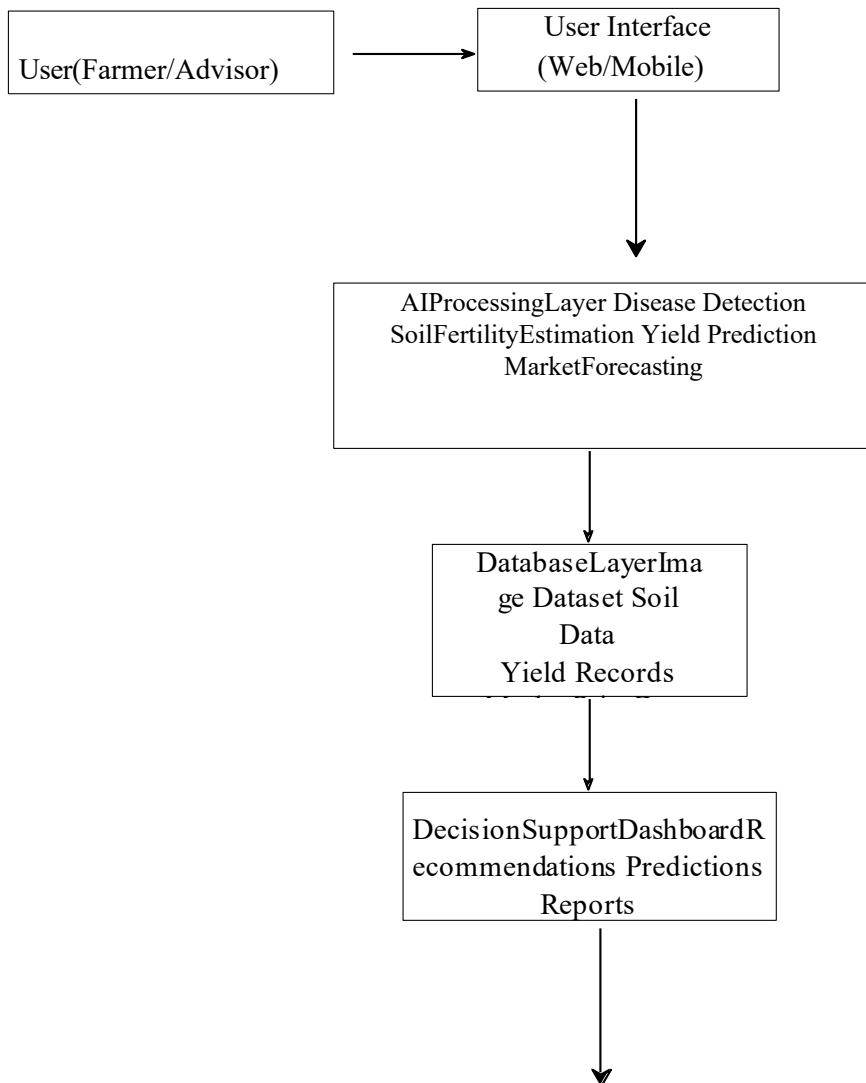 User(Farmer/Advisor)
User Interface
(Web/Mobile)
AIProcessingLayer Disease Detection
SoilFertilityEstimation Yield Prediction
MarketForecasting
DatabaseLayerIma
ge Dataset Soil
Data
Yield Records
DecisionSupportDashboardR
ecommendations Predictions
Reports